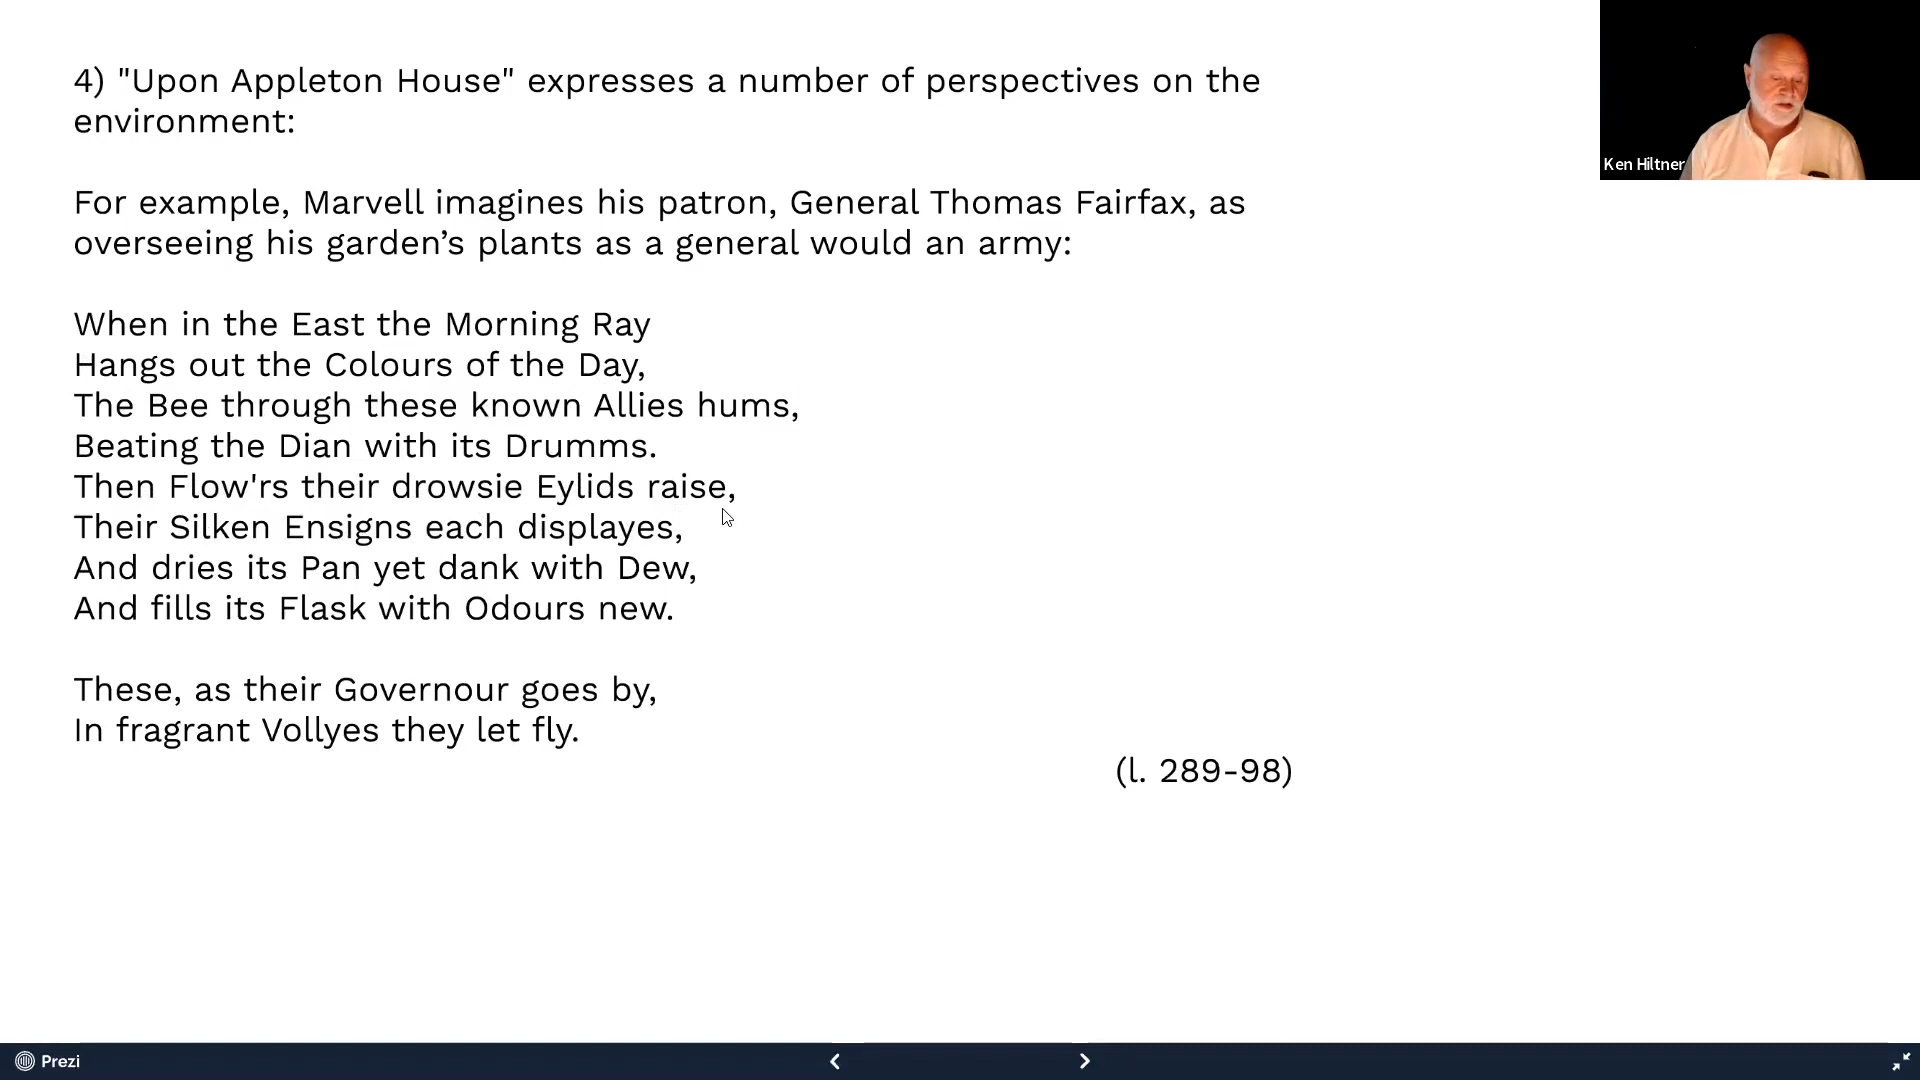 4) "Upon Appleton House" expresses a number of perspectives on the
environment:
For example, Marvell imagines his patron, General Thomas Fairfax, as
overseeing his garden’s plants as a general would an army:
When in the East the Morning Ray
Hangs out the Colours of the Day,
The Bee through these known Allies hums,
Beating the Dian with its Drumms.
Then Flow'rs their drowsie Eylids raise,
Their Silken Ensigns each displayes,
And dries its Pan yet dank with Dew,
And fills its Flask with Odours new.
These, as their Governour goes by,
In fragrant Vollyes they let fly.
(l. 289-98)
Ken Hiltner
Prezi